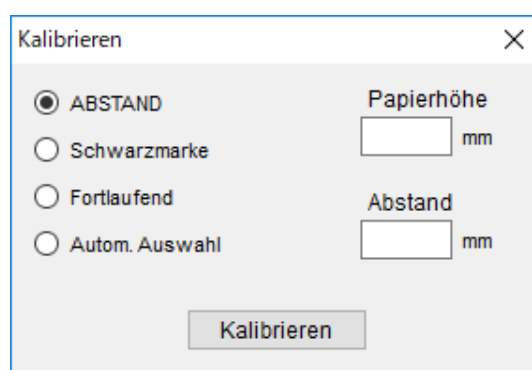 Kalibrieren
ABSTAND
Schwarzmarke
Fortlaufend
Autom. Auswahl
Papierhöhe
mm
Abstand
mm
Kalibrieren